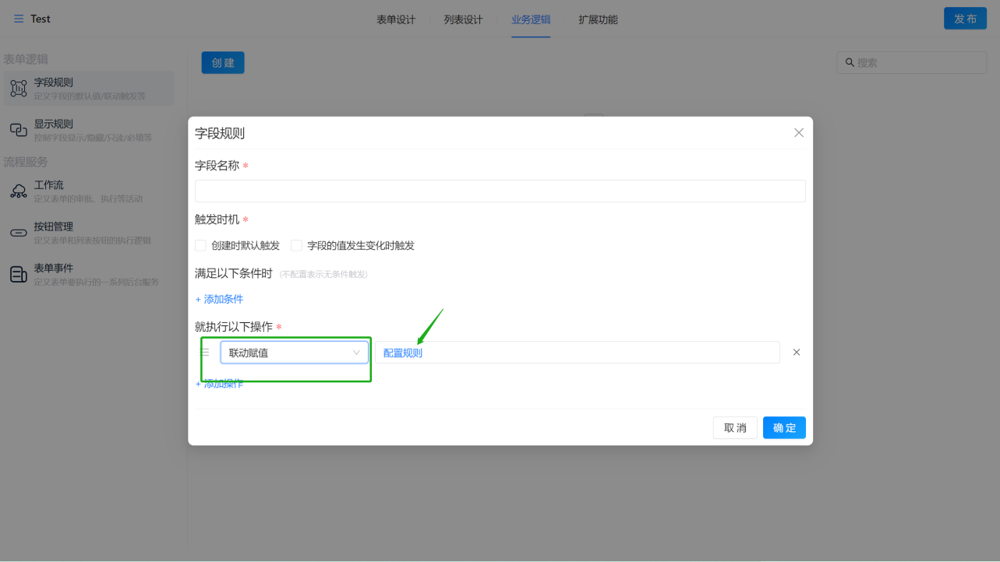 Test
表单设计
列表设计
业务逻辑
扩展功能
发 布
表单逻辑
字段规则
定义字段的默认值/联动触发等
显示规则
控制字段显示/隐藏/只读/必填等
流程服务
工作流
定义表单的审批、执行等活动
按钮管理
定义表单和列表按钮的执行逻辑
表单事件
定义表单要执行的一系列后台服务
创 建
搜索
字段规则
字段名称 *
触发时机 *
创建时默认触发
字段的值发生变化时触发
满足以下条件时 (不配置表示无条件触发)
+ 添加条件
就执行以下操作 *
联动赋值
配置规则
+ 添加操作
取 消
确 定